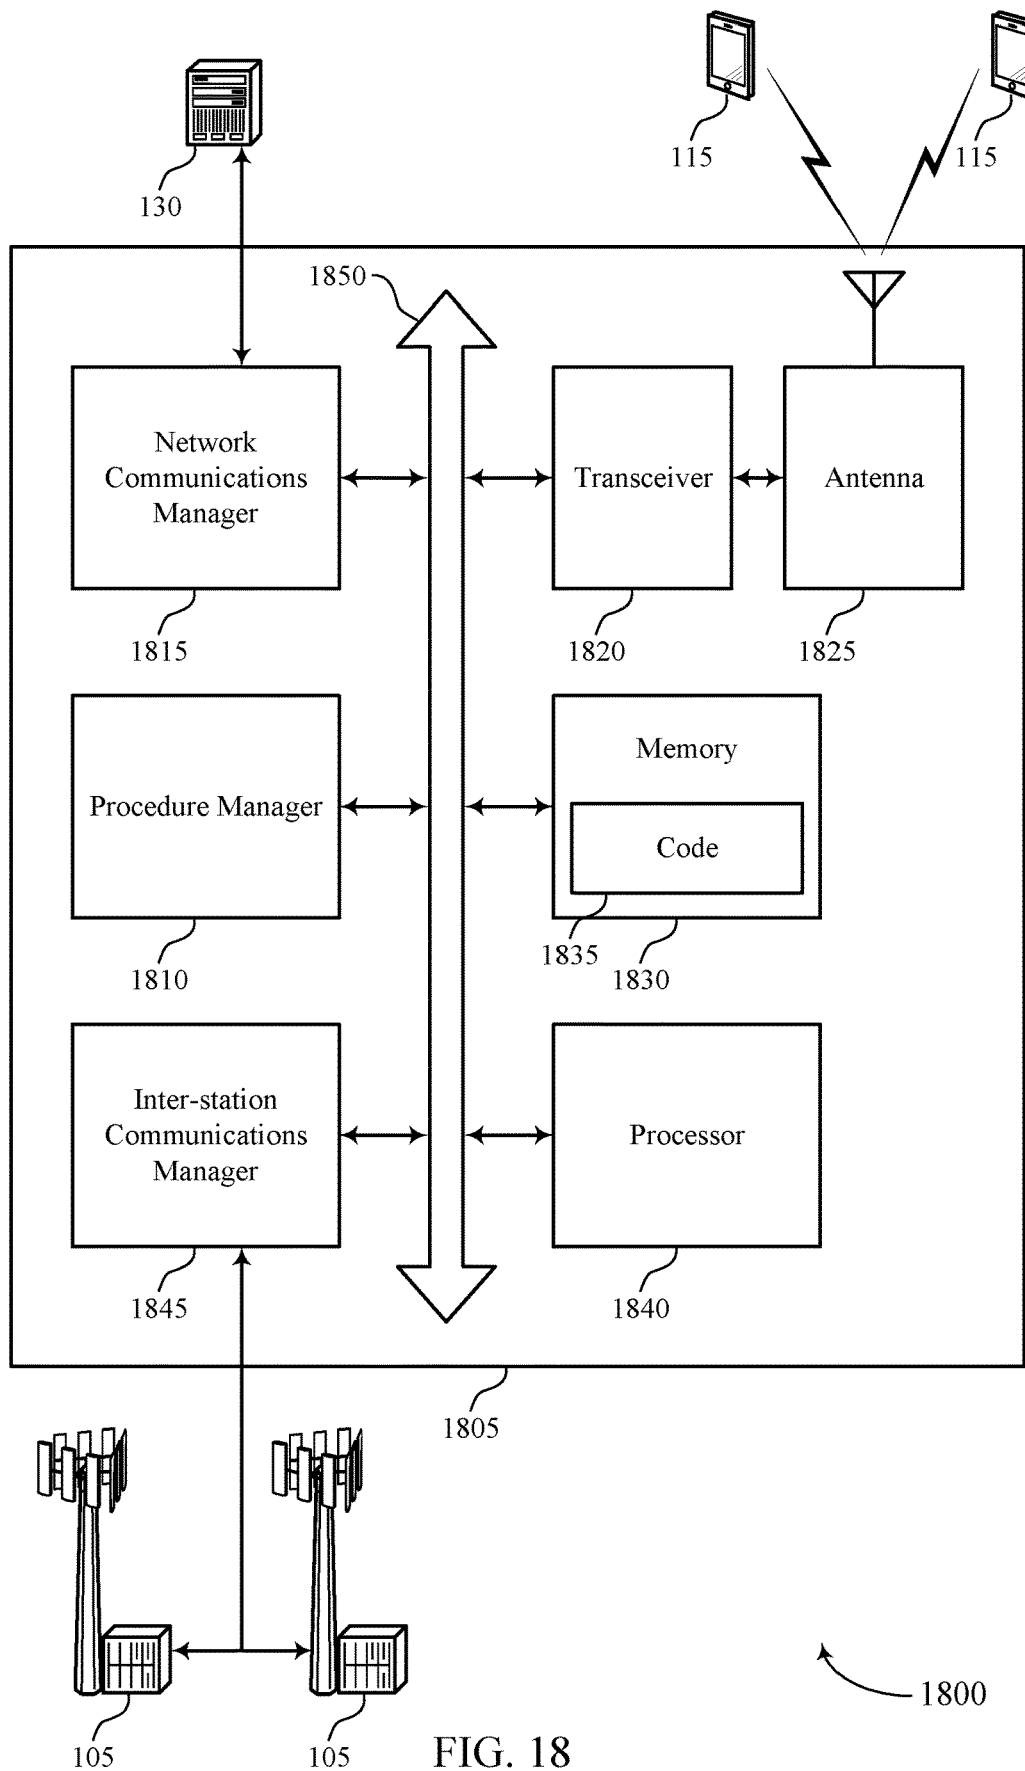 115
115
130
1850
Network
Communications
Manager
Transceiver
Antenna
1815
1820
1825
Procedure Manager
Memory
Code
1810
1835
1830
Inter-station
Communications
Manager
Processor
1845
1840
1805
1800
105
105
FIG. 18